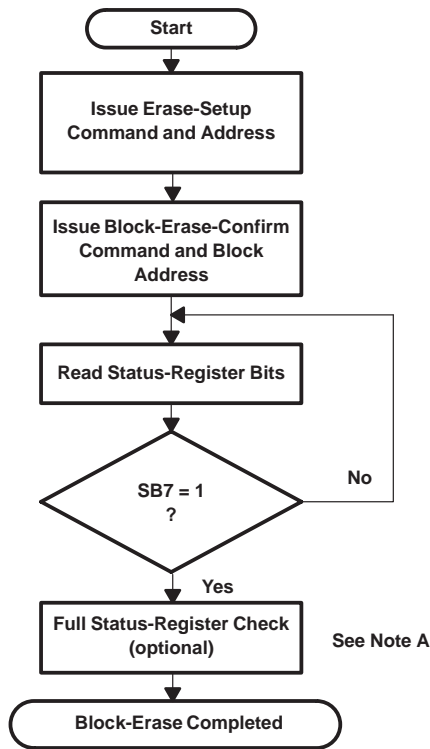 Start
Issue Erase-Setup
Command and Address
Issue Block-Erase-Confirm
Command and Block
Address
Read Status-Register Bits
SB7 = 1
?
No
Yes
Full Status-Register Check
(optional)
See Note A
Block-Erase Completed